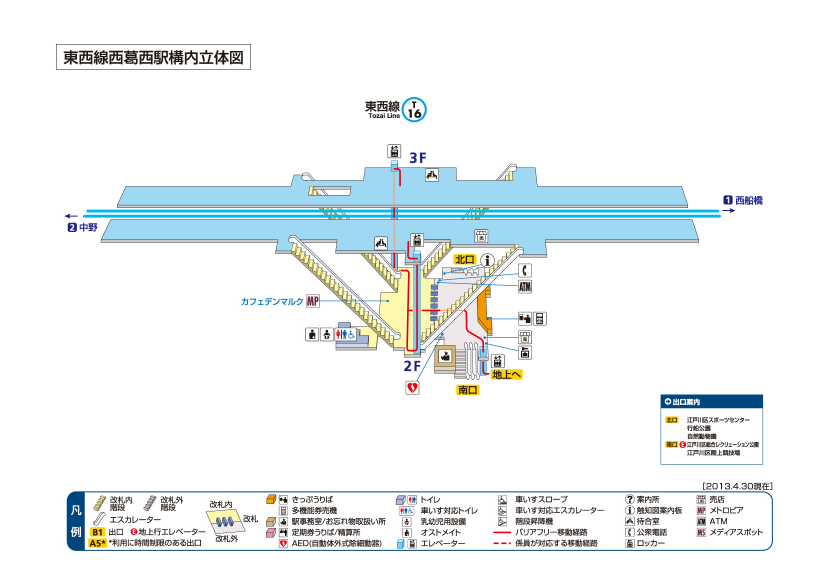 東西線西葛西駅構内立体図
東西線
Tozai Line
T
16
3F
1 西船橋
2 中野
北口
i
ATM
カフェデンマルク MP
2F
地上へ
南口
出口案内
北口 江戸川区スポーツセンター
行船公園
自然動物園
南口 E 江戸川区総合レクリエーション公園
江戸川区陸上競技場
[2013.4.30現在]
凡例
改札内階段
改札外階段
エスカレーター
B1 出口 E 地上行エレベーター
A5* *利用に時間制限のある出口
改札内
改札
改札外
きっぷうりば
多機能券売機
駅事務室/お忘れ物取扱い所
定期券うりば/精算所
AED(自動体外式除細動器)
トイレ
車いす対応トイレ
乳幼児用設備
オストメイト
エレベーター
車いすスロープ
車いす対応エスカレーター
階段昇降機
バリアフリー移動経路
係員が対応する移動経路
? 案内所
i 触知図案内板
待合室
公衆電話
ロッカー
売店
MP メトロピア
ATM ATM
MS メディアスポット